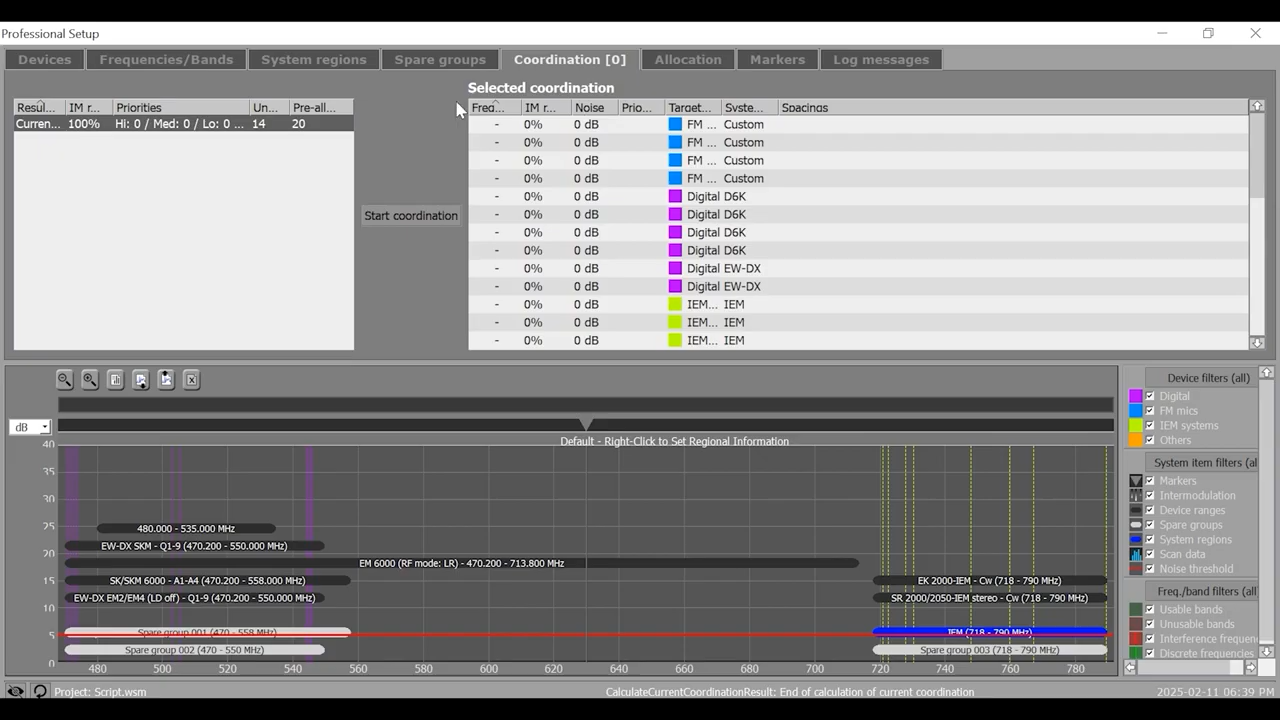 Professional Setup
Devices Frequencies/Bands System regions Spare groups Coordination [0] Allocation Markers Log messages
Selected coordination
Resul... IM r... Priorities Un... Pre-all...
Curren... 100% Hi: 0 / Med: 0 / Lo: 0 ... 14 20
Start coordination
Freq... IM r... Noise Prio... Target... Syste... Spacings
- 0% 0 dB FM ... Custom
- 0% 0 dB FM ... Custom
- 0% 0 dB FM ... Custom
- 0% 0 dB FM ... Custom
- 0% 0 dB Digital D6K
- 0% 0 dB Digital D6K
- 0% 0 dB Digital D6K
- 0% 0 dB Digital D6K
- 0% 0 dB Digital EW-DX
- 0% 0 dB Digital EW-DX
- 0% 0 dB IEM... IEM
- 0% 0 dB IEM... IEM
- 0% 0 dB IEM... IEM
dB
Default - Right-Click to Set Regional Information
40
35
30
25
20
15
10
5
0
480.000 - 535.000 MHz
EW-DX SKM - Q1-9 (470.200 - 550.000 MHz)
EM 6000 (RF mode: LR) - 470.200 - 713.800 MHz
SK/SKM 6000 - A1-A4 (470.200 - 558.000 MHz)
EK 2000-IEM - Cw (718 - 790 MHz)
EW-DX EM2/EM4 (LD off) - Q1-9 (470.200 - 550.000 MHz)
SR 2000/2050-IEM stereo - Cw (718 - 790 MHz)
Spare group 001 (470 - 558 MHz)
IEM (718 - 790 MHz)
Spare group 002 (470 - 550 MHz)
Spare group 003 (718 - 790 MHz)
480 500 520 540 560 580 600 620 640 660 680 700 720 740 760 780
Device filters (all)
Digital
FM mics
IEM systems
Others
System item filters (al
Markers
Intermodulation
Device ranges
Spare groups
System regions
Scan data
Noise threshold
Freq./band filters (all)
Usable bands
Unusable bands
Interference frequen
Discrete frequencies
Project: Script.wsm
CalculateCurrentCoordinationResult: End of calculation of current coordination
2025-02-11 06:39 PM